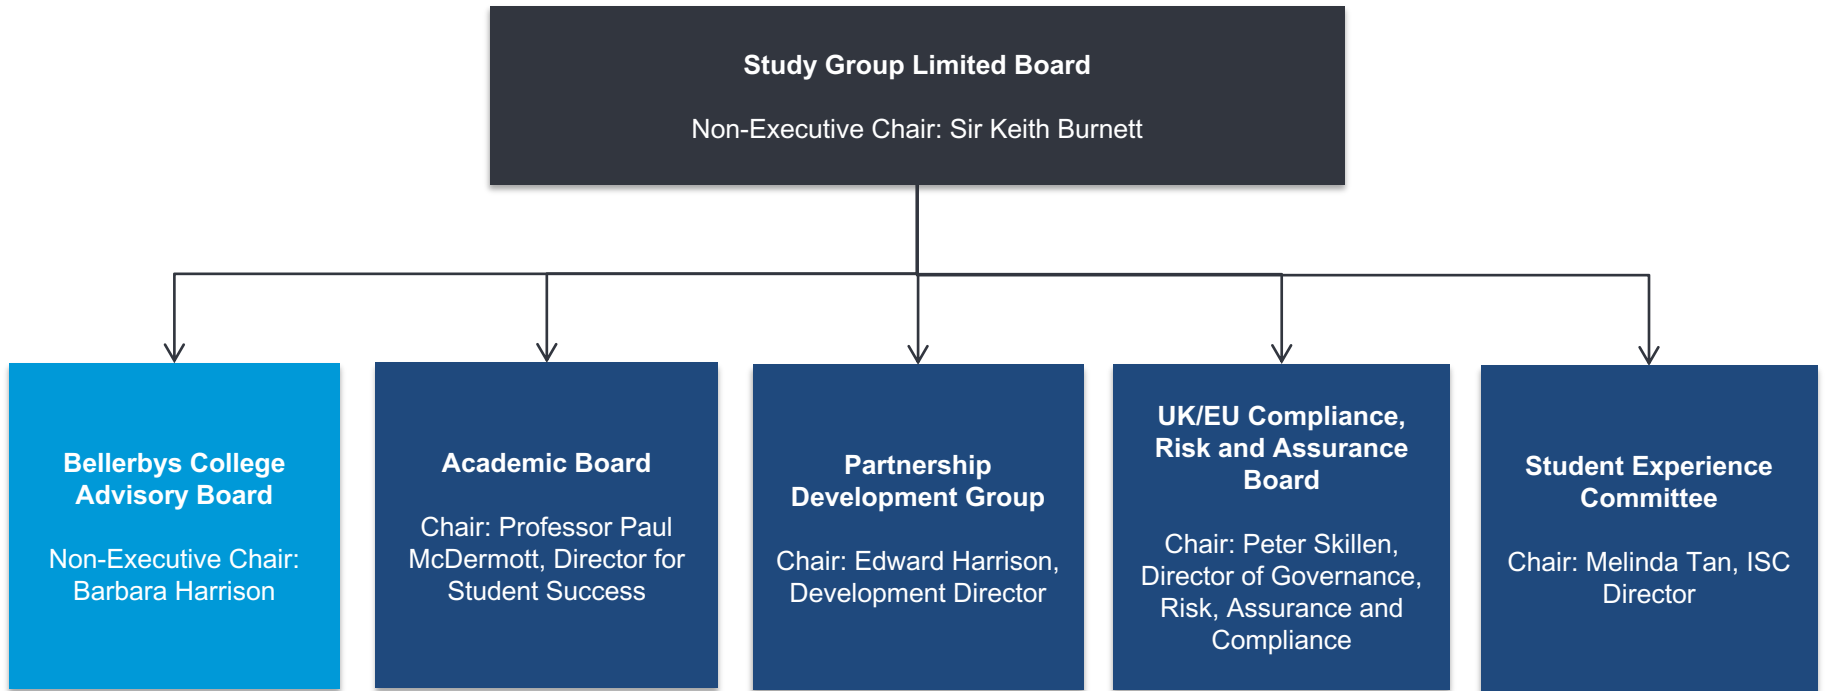 Study Group Limited Board
Non-Executive Chair: Sir Keith Burnett
Bellerbys College
Advisory Board
Non-Executive Chair:
Barbara Harrison
Academic Board
Chair: Professor Paul
McDermott, Director for
Student Success
Partnership
Development Group
Chair: Edward Harrison,
Development Director
UK/EU Compliance,
Risk and Assurance
Board
Chair: Peter Skillen,
Director of Governance,
Risk, Assurance and
Compliance
Student Experience
Committee
Chair: Melinda Tan, ISC
Director